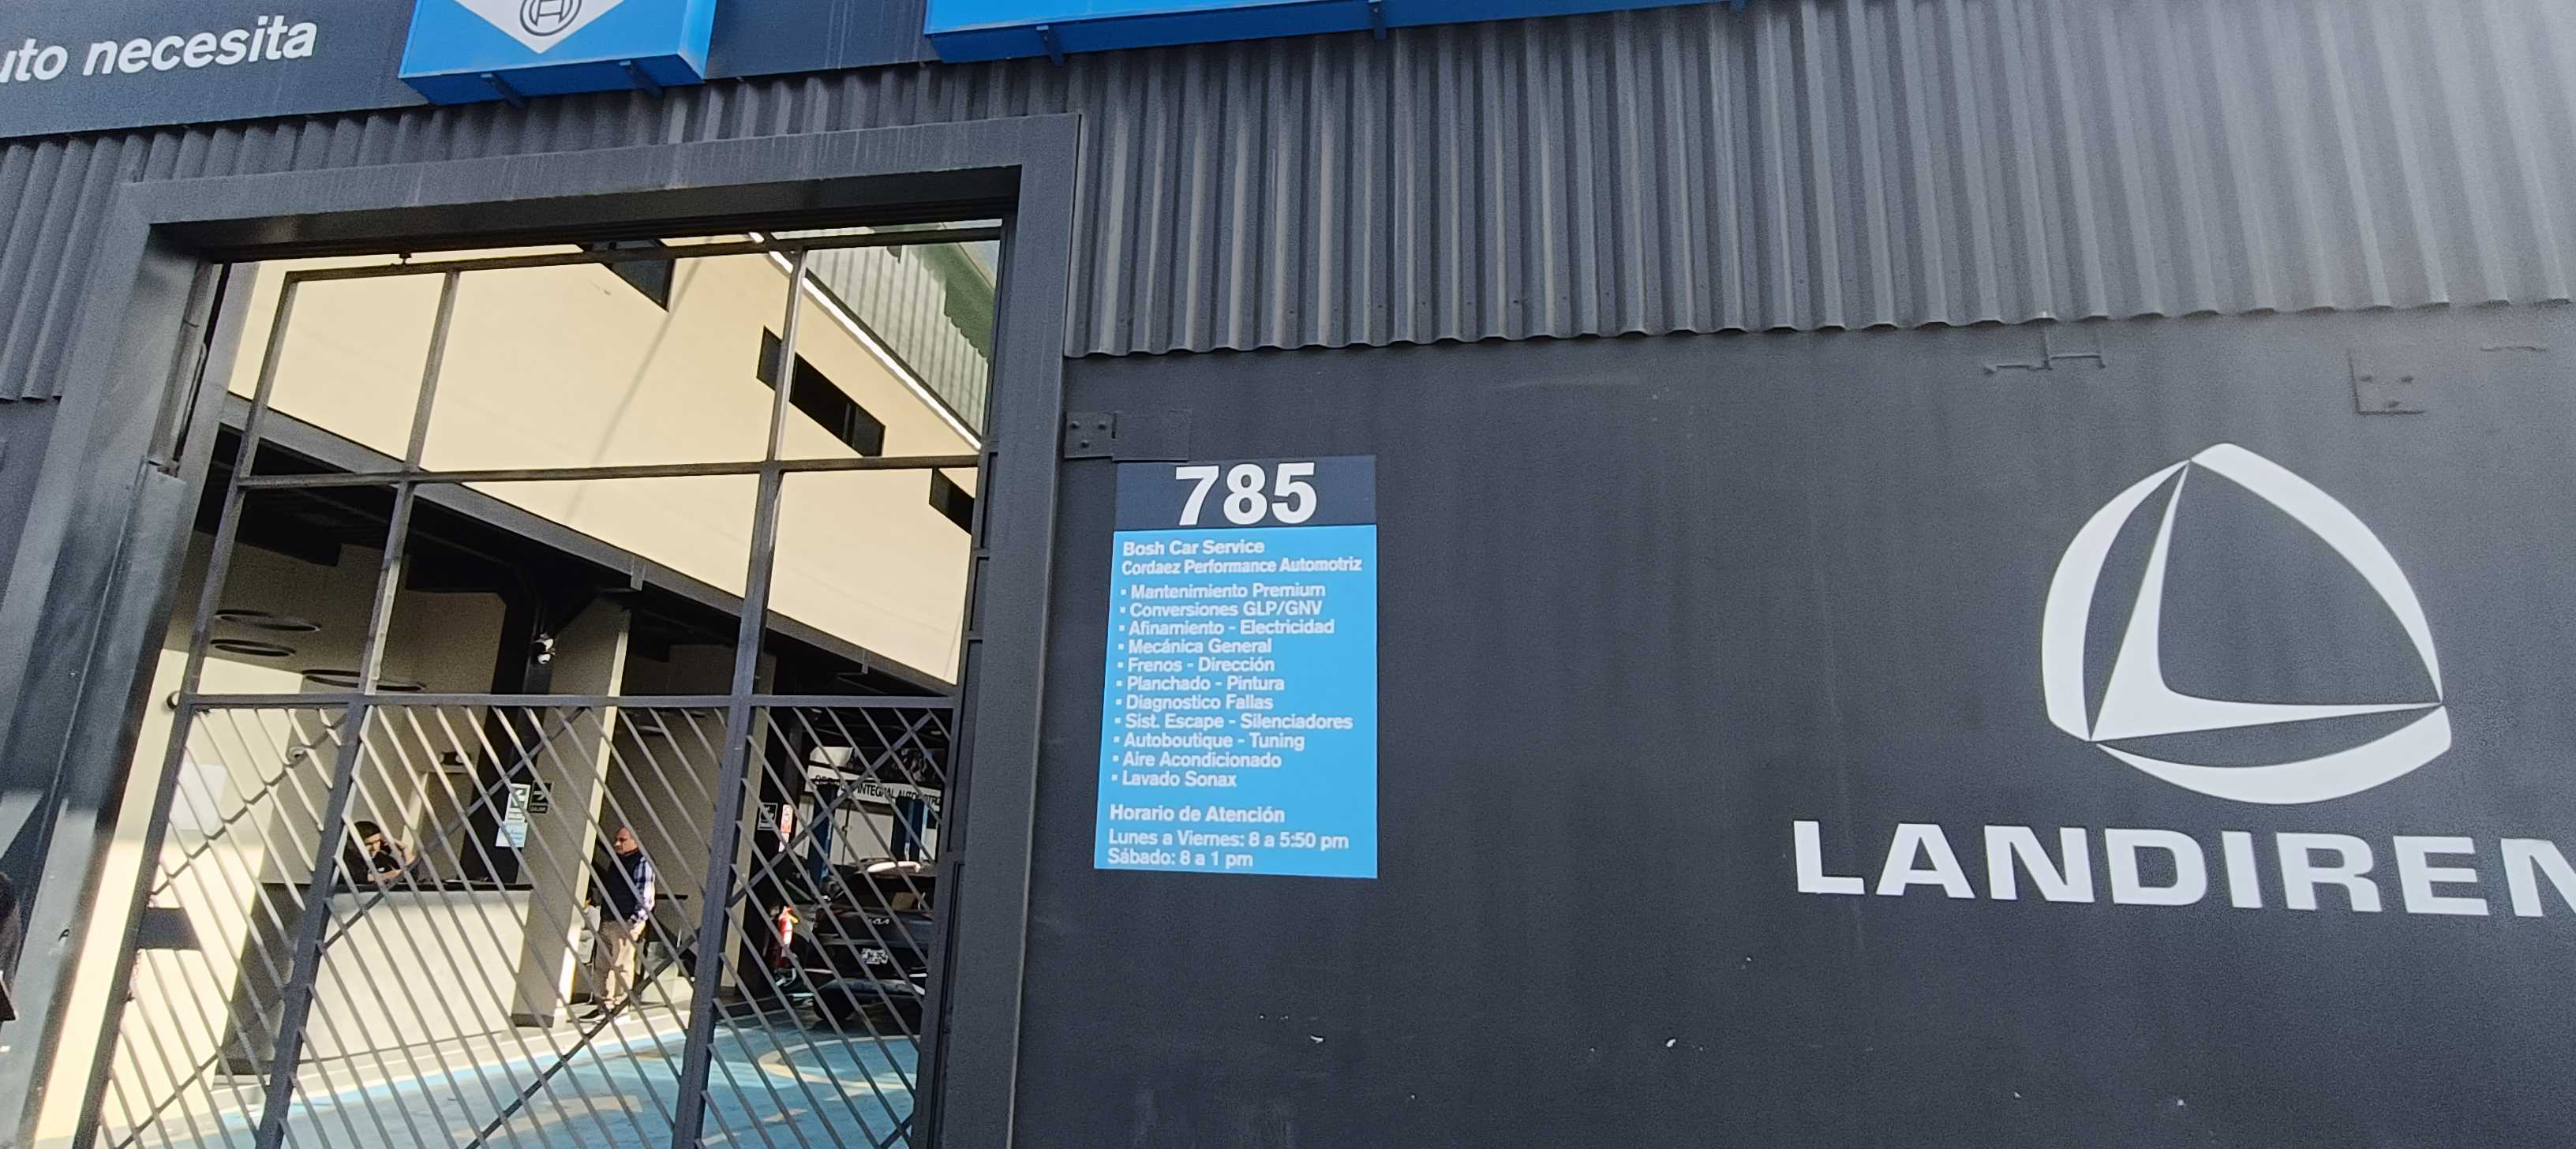 uto necesita
785
Bosh Car Service
Cordaez Performance Automotriz
• Mantenimiento Premium
• Conversiones GLP/GNV
• Afinamiento - Electricidad
• Mecánica General
• Frenos - Dirección
• Planchado - Pintura
• Diagnostico Fallas
• Sist. Escape - Silenciadores
• Autoboutique - Tuning
• Aire Acondicionado
• Lavado Sonax
Horario de Atención
Lunes a Viernes: 8 a 5:50 pm
Sábado: 8 a 1 pm
LANDIREN
INTEGRAL
KIA